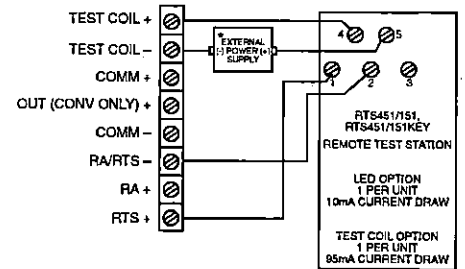 TEST COIL +
TEST COIL –
COMM +
OUT (CONV ONLY) +
COMM –
RA/RTS –
RA +
RTS +
*
EXTERNAL
(-) POWER (+)
SUPPLY
4
5
1
2
3
RTS451/151,
RTS451/151KEY
REMOTE TEST STATION
LED OPTION
1 PER UNIT
10mA CURRENT DRAW
TEST COIL OPTION
1 PER UNIT
95mA CURRENT DRAW